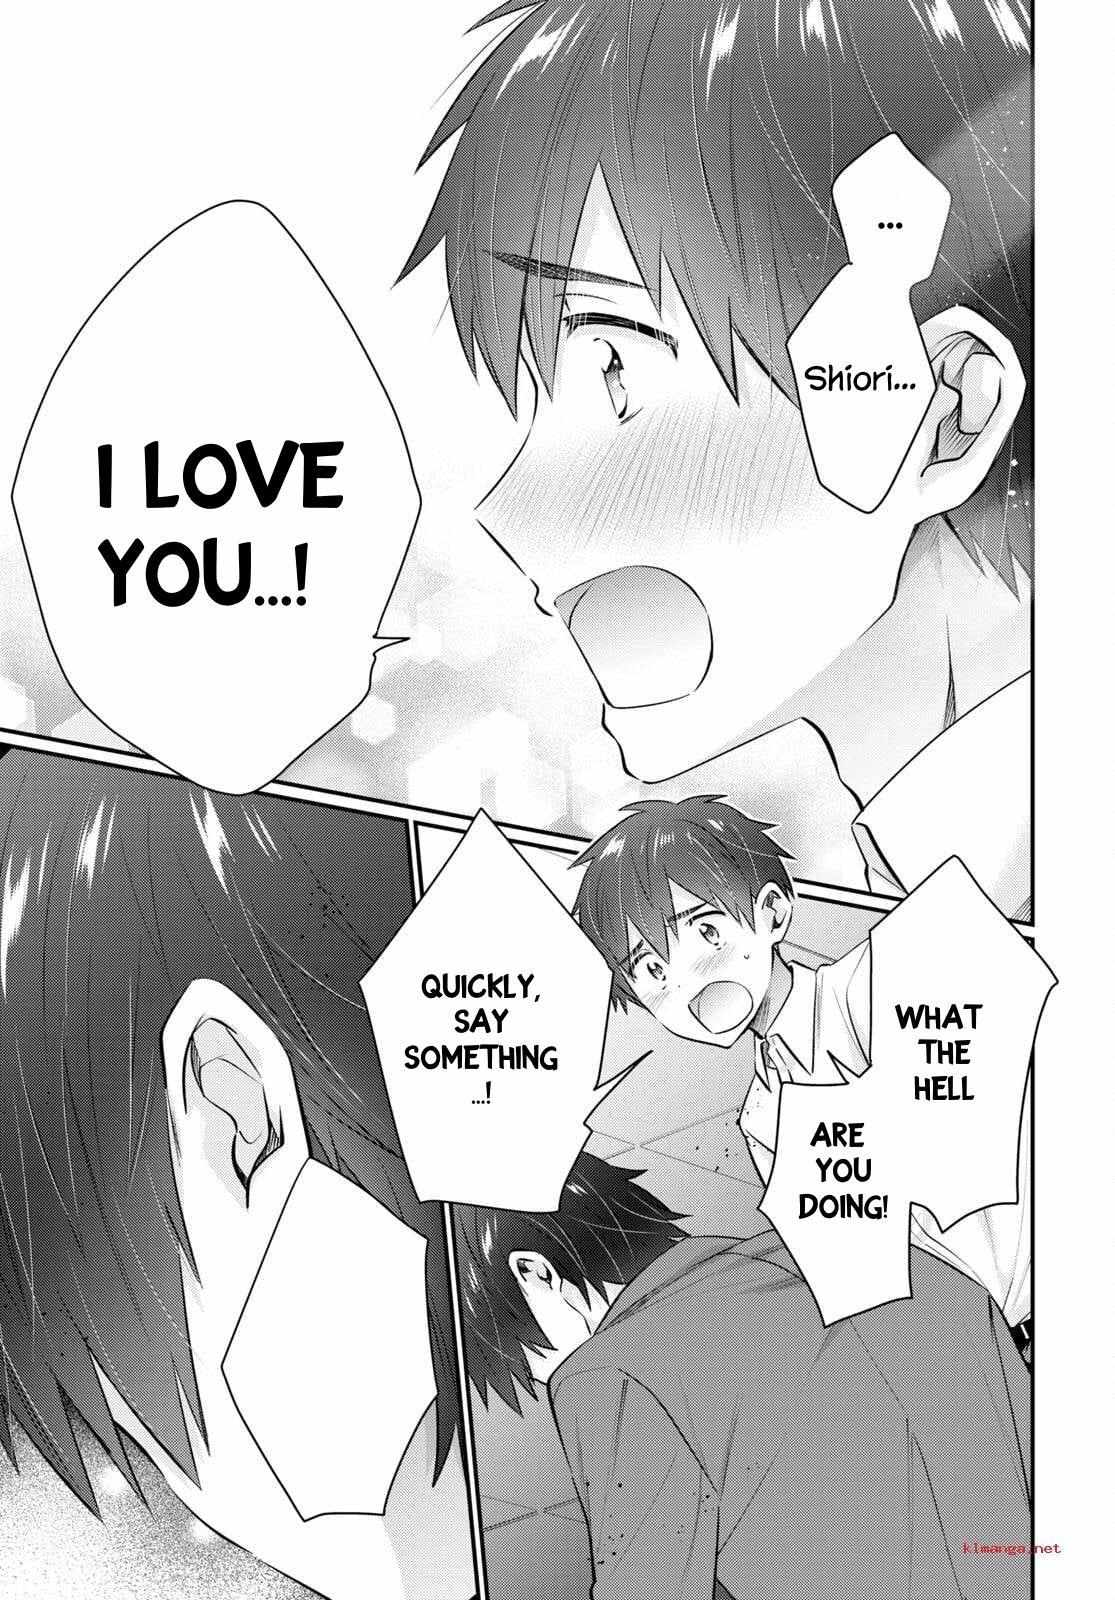 ...
Shiori...
I LOVE
YOU...!
WHAT
THE
HELL
ARE
YOU
DOING!
QUICKLY,
SAY
SOMETHING
...!
klmanga.net